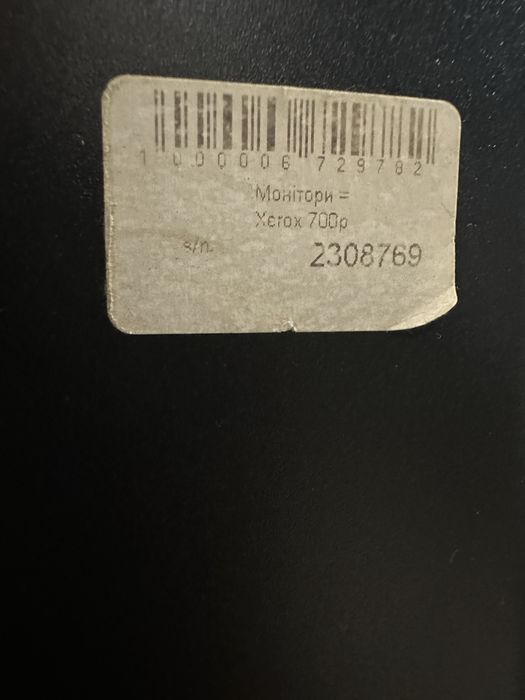 1 000006 729782
Монітори =
Xerox 700p
s/n
2308769